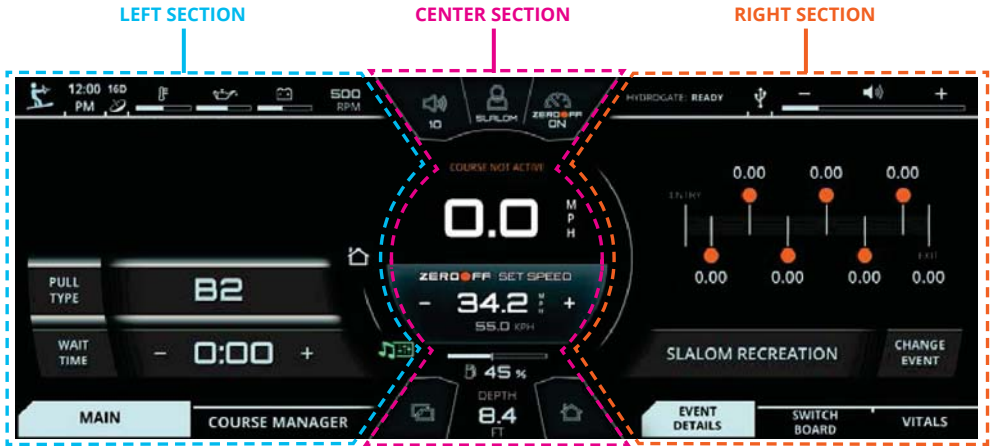 LEFT SECTION
CENTER SECTION
RIGHT SECTION
12:00 PM
16D
500 RPM
10
SLALOM
ZEROOFF ON
HYDROGATE: READY
−
+
COURSE NOT ACTIVE
0.0 MPH
ZEROOFF SET SPEED
− 34.2 MPH +
55.0 KPH
45 %
DEPTH
8.4
FT
PULL TYPE
B2
WAIT TIME
− 0:00 +
MAIN
COURSE MANAGER
0.00 0.00 0.00
ENTRY
EXIT
0.00 0.00 0.00
SLALOM RECREATION
CHANGE EVENT
EVENT DETAILS
SWITCH BOARD
VITALS